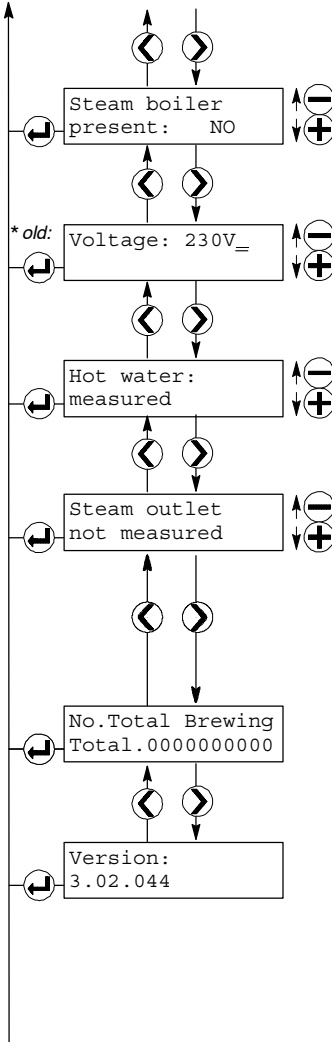 Steam boiler
present: NO
* old:
Voltage: 230V=
Hot water:
measured
Steam outlet
not measured
No.Total Brewing
Total.0000000000
Version:
3.02.044